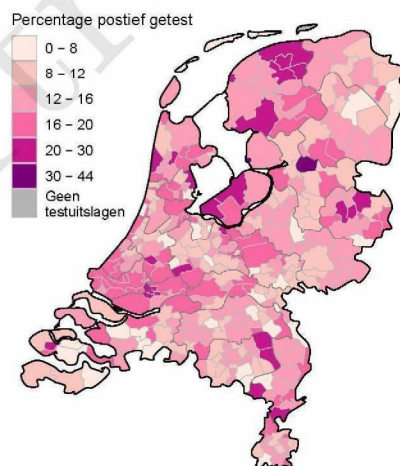 Percentage postief getest
0 – 8
8 – 12
12 – 16
16 – 20
20 – 30
30 – 44
Geen
testuitslagen